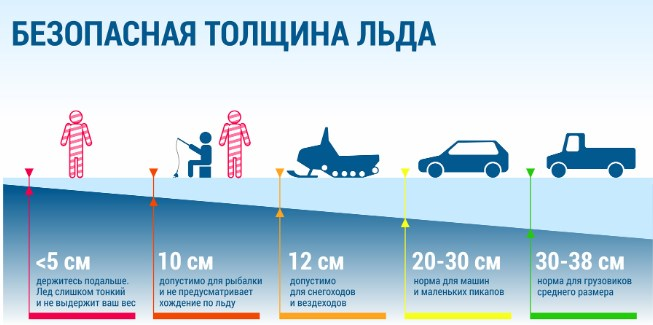 БЕЗОПАСНАЯ ТОЛЩИНА ЛЬДА
<5 см
держитесь подальше.
Лед слишком тонкий
и не выдержит ваш вес
10 см
допустимо для рыбалки
и не предусматривает
хождение по льду
12 см
допустимо
для снегоходов
и вездеходов
20-30 см
норма для машин
и маленьких пикапов
30-38 см
норма для грузовиков
среднего размера